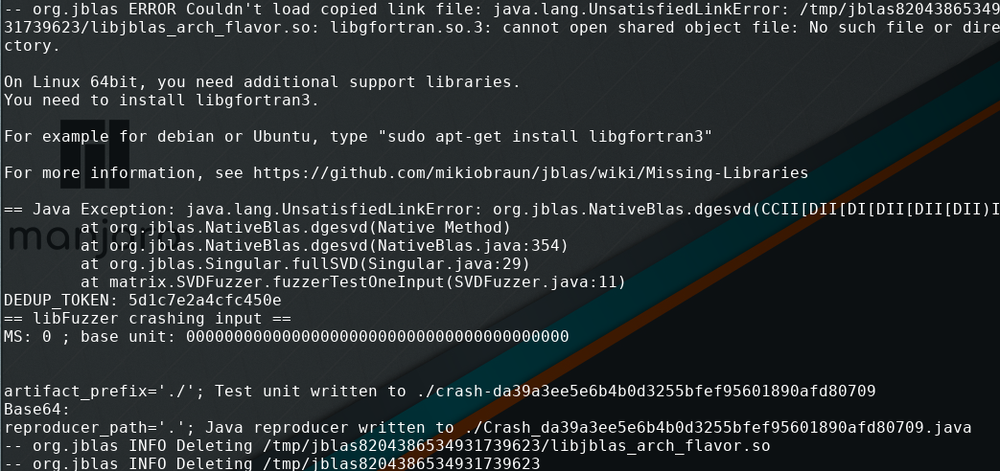 -- org.jblas ERROR Couldn't load copied link file: java.lang.UnsatisfiedLinkError: /tmp/jblas82043865349
31739623/libjblas_arch_flavor.so: libgfortran.so.3: cannot open shared object file: No such file or dire
ctory.
On Linux 64bit, you need additional support libraries.
You need to install libgfortran3.
For example for debian or Ubuntu, type "sudo apt-get install libgfortran3"
For more information, see https://github.com/mikiobraun/jblas/wiki/Missing-Libraries
== Java Exception: java.lang.UnsatisfiedLinkError: org.jblas.NativeBlas.dgesvd(CCII[DII[DI[DII[DII[DII)I
at org.jblas.NativeBlas.dgesvd(Native Method)
manjaro
at org.jblas.NativeBlas.dgesvd(NativeBlas.java:354)
at org.jblas.Singular.fullSVD(Singular.java:29)
at matrix.SVDFuzzer.fuzzerTestOneInput(SVDFuzzer.java:11)
DEDUP_TOKEN: 5d1c7e2a4cfc450e
== libFuzzer crashing input ==
MS: 0 ; base unit: 0000000000000000000000000000000000000000
artifact_prefix='./'; Test unit written to ./crash-da39a3ee5e6b4b0d3255bfef95601890afd80709
Base64:
reproducer_path='.'; Java reproducer written to ./Crash_da39a3ee5e6b4b0d3255bfef95601890afd80709.java
-- org.jblas INFO Deleting /tmp/jblas8204386534931739623/libjblas_arch_flavor.so
-- org.jblas INFO Deleting /tmp/jblas8204386534931739623